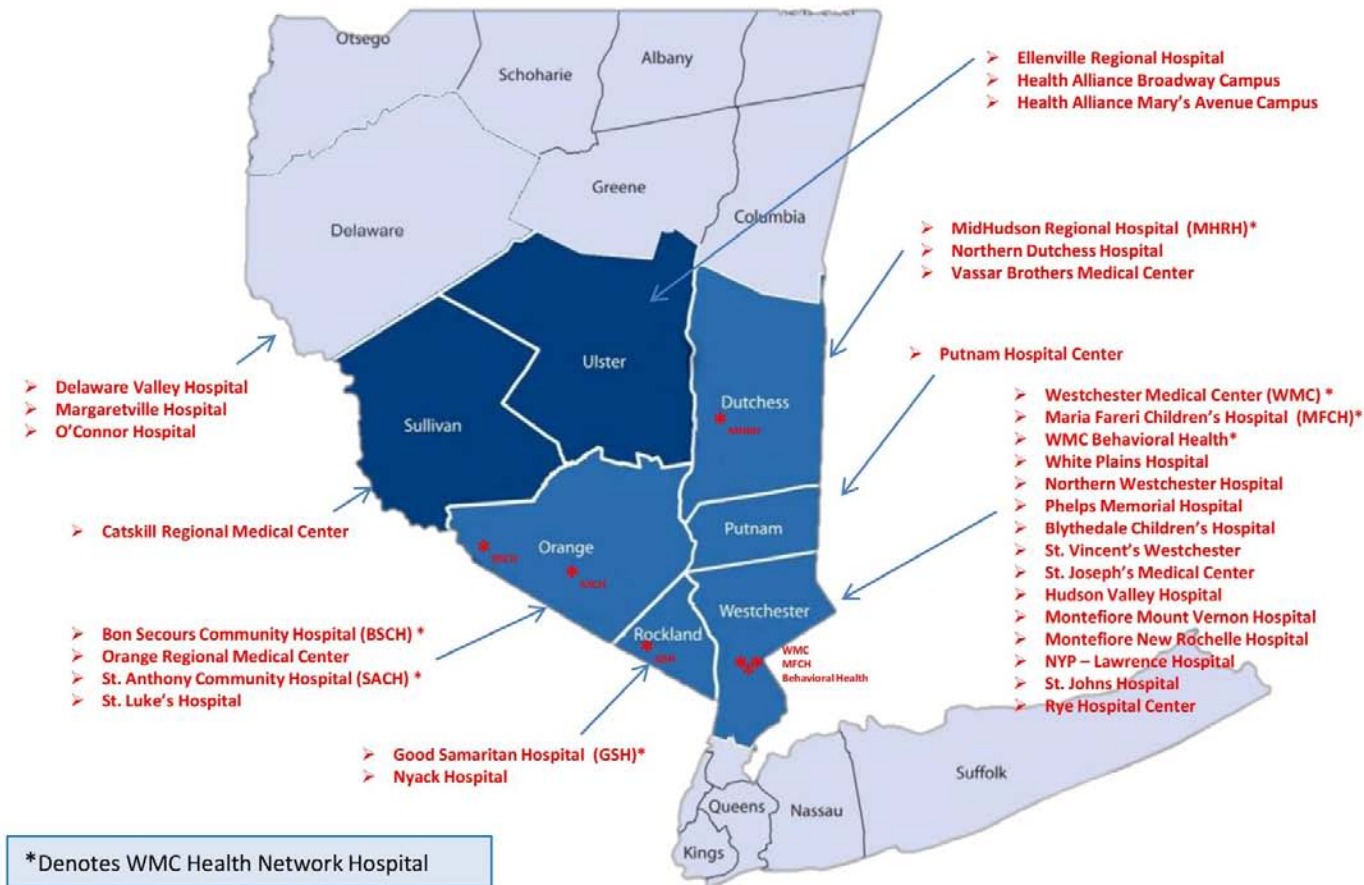 Otsego
Schoharie
Albany
Greene
Columbia
Delaware
Ulster
Sullivan
Dutchess
MHRH
Putnam
Orange
BSCH
SACH
Westchester
Rockland
GSH
WMC
MFCH
Behavioral Health
Suffolk
Nassau
Queens
Kings
➢ Ellenville Regional Hospital
➢ Health Alliance Broadway Campus
➢ Health Alliance Mary's Avenue Campus
➢ MidHudson Regional Hospital (MHRH)*
➢ Northern Dutchess Hospital
➢ Vassar Brothers Medical Center
➢ Putnam Hospital Center
➢ Westchester Medical Center (WMC) *
➢ Maria Fareri Children's Hospital (MFCH)*
➢ WMC Behavioral Health*
➢ White Plains Hospital
➢ Northern Westchester Hospital
➢ Phelps Memorial Hospital
➢ Blythedale Children's Hospital
➢ St. Vincent's Westchester
➢ St. Joseph's Medical Center
➢ Hudson Valley Hospital
➢ Montefiore Mount Vernon Hospital
➢ Montefiore New Rochelle Hospital
➢ NYP – Lawrence Hospital
➢ St. Johns Hospital
➢ Rye Hospital Center
➢ Delaware Valley Hospital
➢ Margaretville Hospital
➢ O'Connor Hospital
➢ Catskill Regional Medical Center
➢ Bon Secours Community Hospital (BSCH) *
➢ Orange Regional Medical Center
➢ St. Anthony Community Hospital (SACH) *
➢ St. Luke's Hospital
➢ Good Samaritan Hospital (GSH)*
➢ Nyack Hospital
*Denotes WMC Health Network Hospital